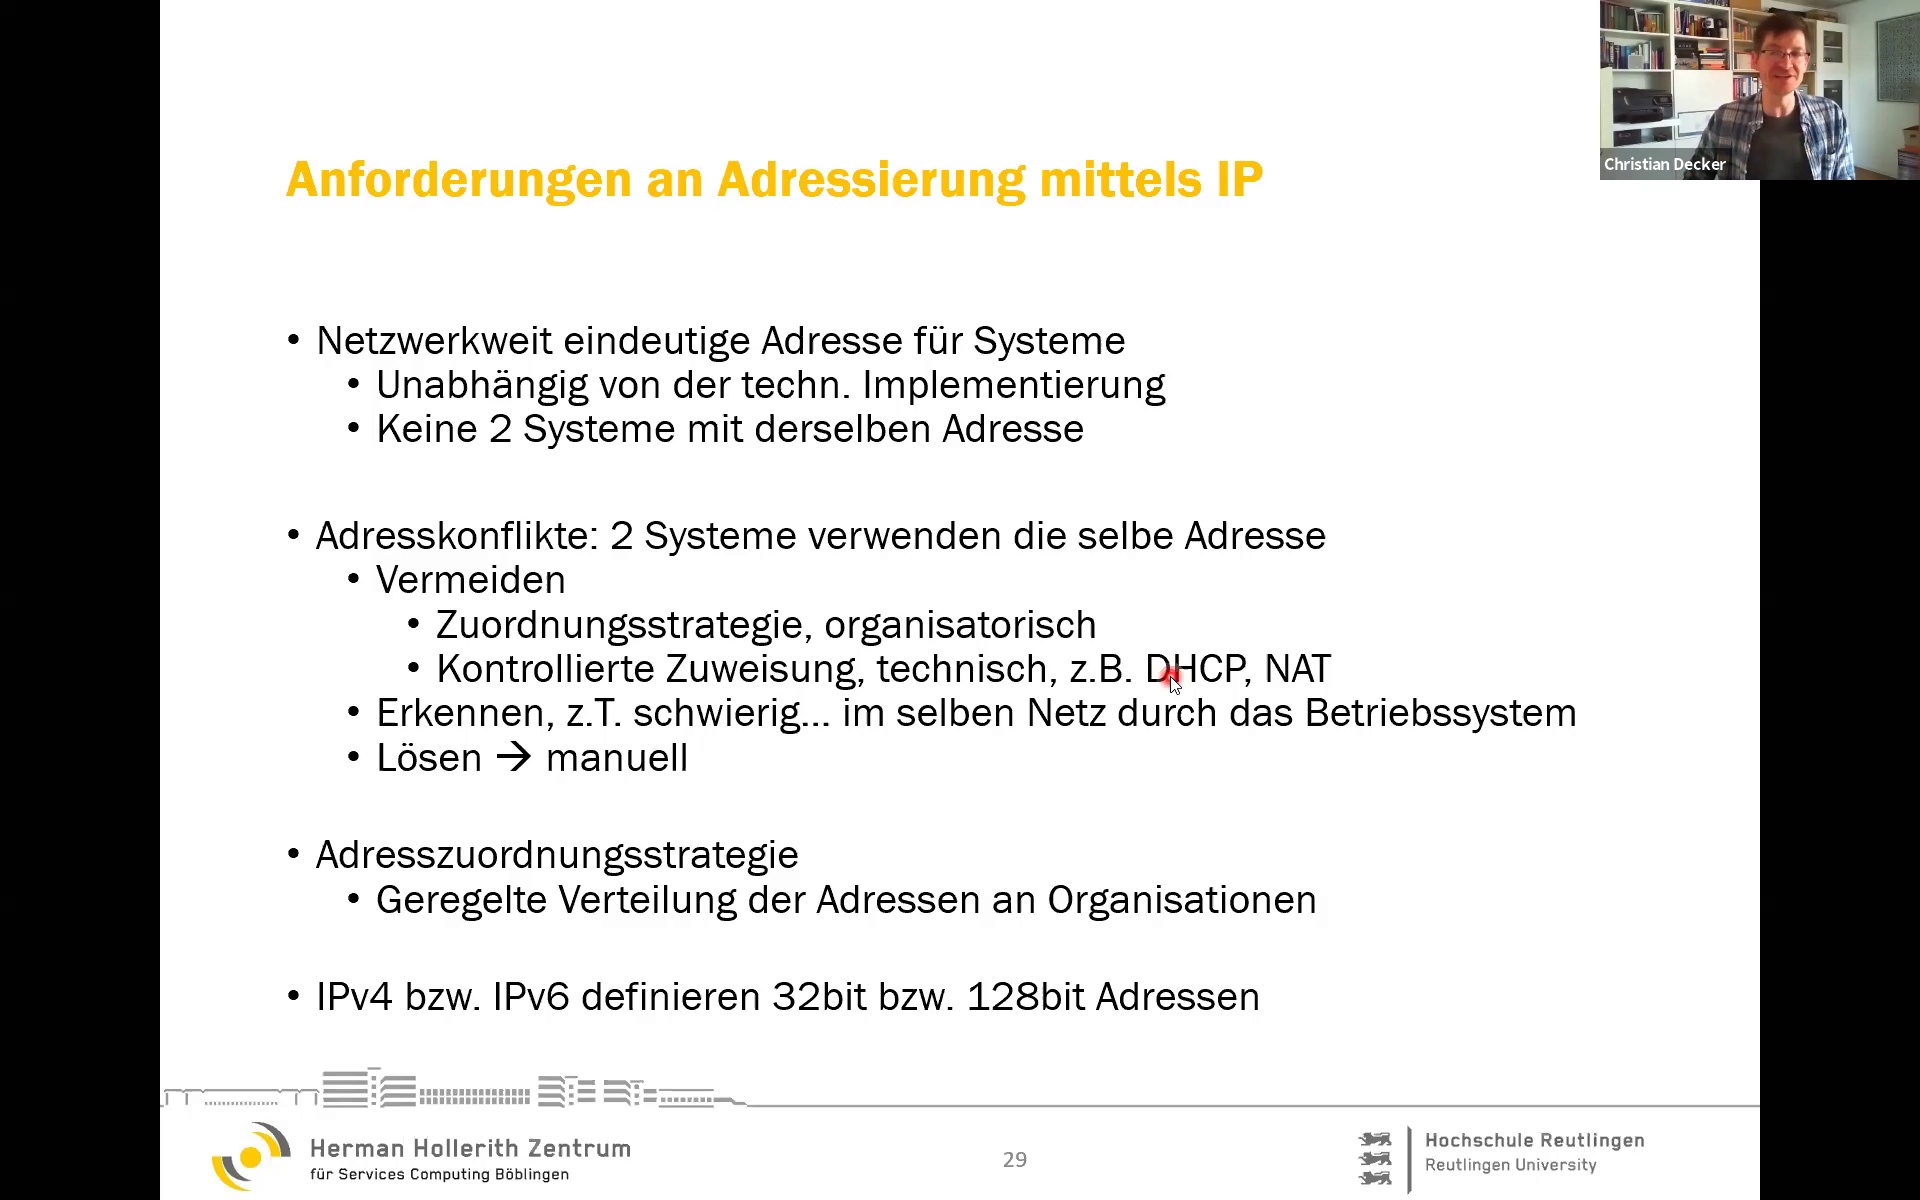 Christian Decker
Anforderungen an Adressierung mittels IP
• Netzwerkweit eindeutige Adresse für Systeme
• Unabhängig von der techn. Implementierung
• Keine 2 Systeme mit derselben Adresse
• Adresskonflikte: 2 Systeme verwenden die selbe Adresse
• Vermeiden
• Zuordnungsstrategie, organisatorisch
• Kontrollierte Zuweisung, technisch, z.B. DHCP, NAT
• Erkennen, z.T. schwierig... im selben Netz durch das Betriebssystem
• Lösen → manuell
• Adresszuordnungsstrategie
• Geregelte Verteilung der Adressen an Organisationen
• IPv4 bzw. IPv6 definieren 32bit bzw. 128bit Adressen
Herman Hollerith Zentrum
für Services Computing Böblingen
29
Hochschule Reutlingen
Reutlingen University